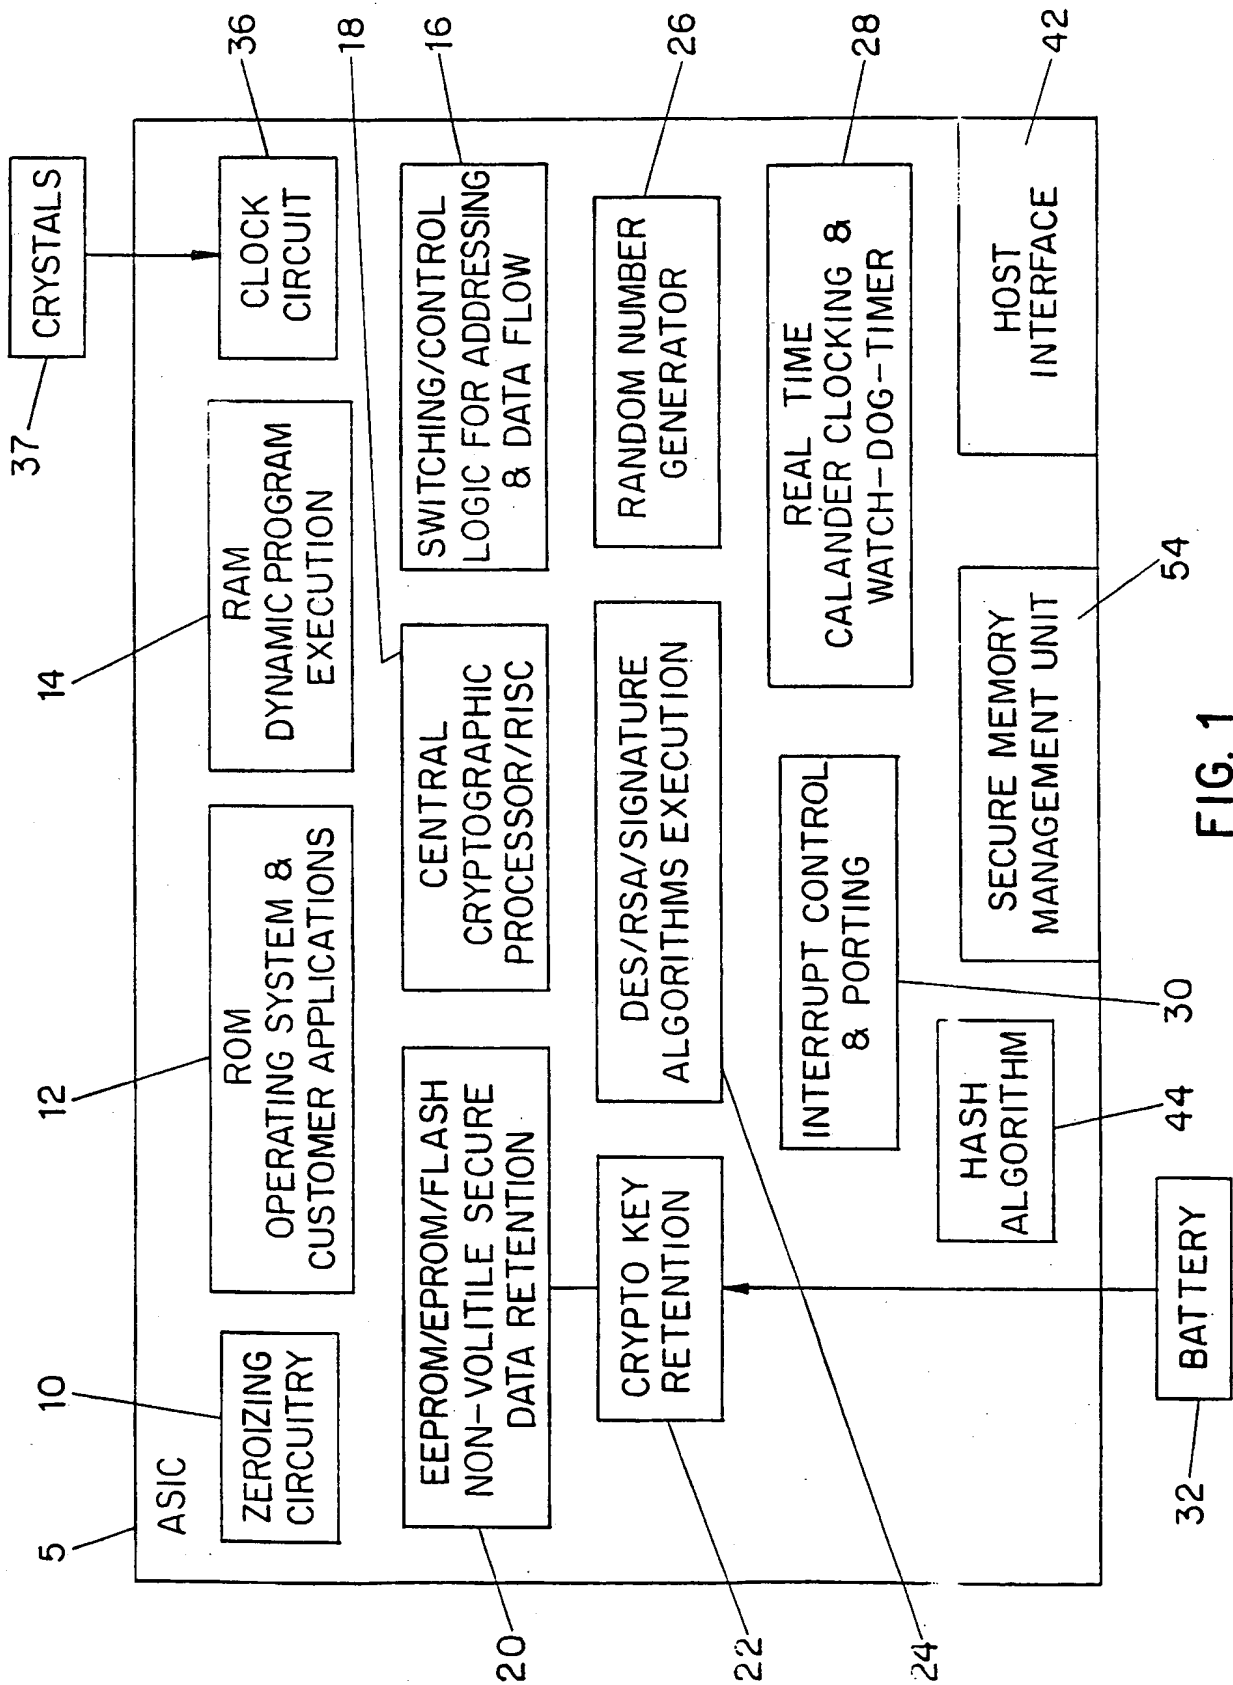 37
CRYSTALS
5
ASIC
10
12
14
36
18
16
ZEROIZING
CIRCUITRY
ROM
OPERATING SYSTEM &
CUSTOMER APPLICATIONS
RAM
DYNAMIC PROGRAM
EXECUTION
CLOCK
CIRCUIT
EEPROM/EPROM/FLASH
NON-VOLITILE SECURE
DATA RETENTION
CENTRAL
CRYPTOGRAPHIC
PROCESSOR/RISC
SWITCHING/CONTROL
LOGIC FOR ADDRESSING
& DATA FLOW
20
CRYPTO KEY
RETENTION
DES/RSA/SIGNATURE
ALGORITHMS EXECUTION
RANDOM NUMBER
GENERATOR
26
22
INTERRUPT CONTROL
& PORTING
REAL TIME
CALANDER CLOCKING &
WATCH-DOG-TIMER
28
24
HASH
ALGORITHM
SECURE MEMORY
MANAGEMENT UNIT
HOST
INTERFACE
42
32
BATTERY
44
30
54
FIG. 1